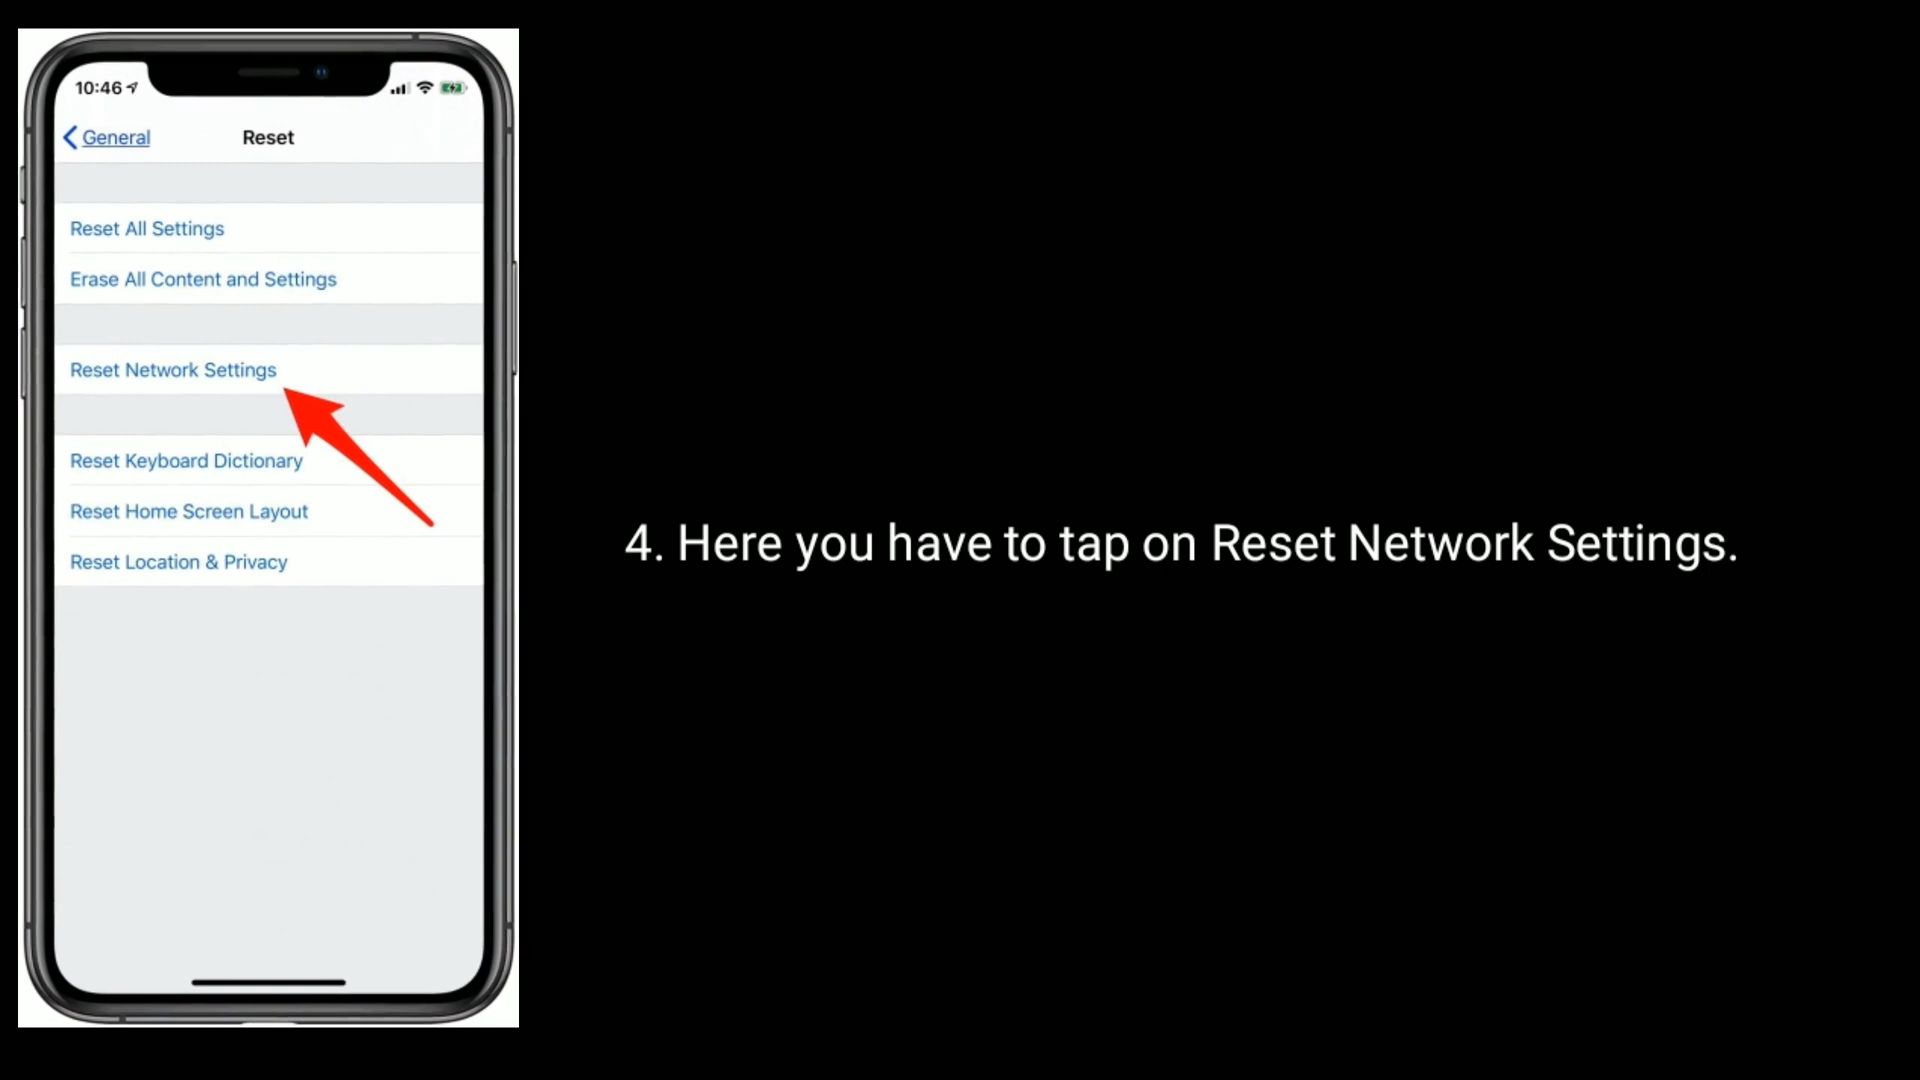 10:46
General
Reset
Reset All Settings
Erase All Content and Settings
Reset Network Settings
Reset Keyboard Dictionary
Reset Home Screen Layout
Reset Location & Privacy
4. Here you have to tap on Reset Network Settings.